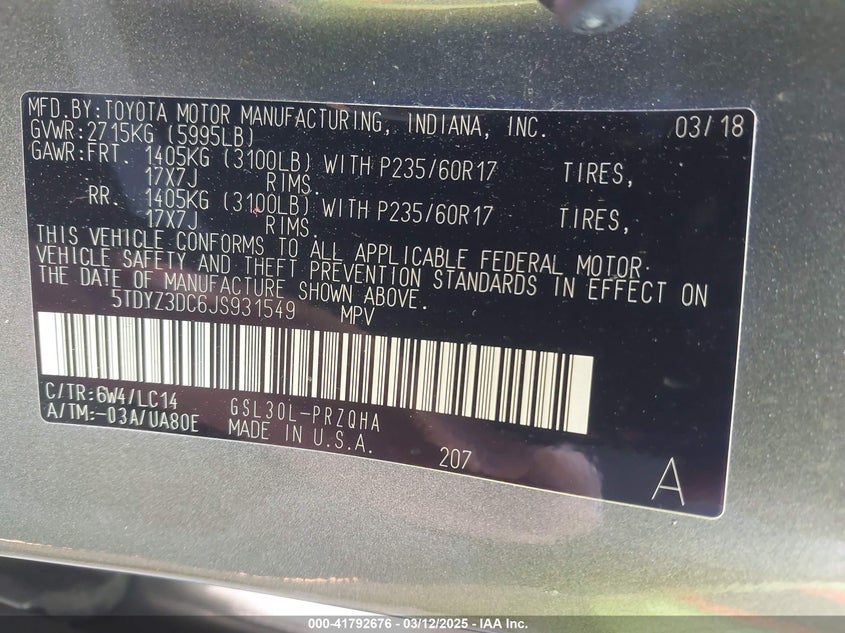 MFD.BY:TOYOTA MOTOR MANUFACTURING, INDIANA, INC. 03/18
GVWR:2715KG (5995LB)
GAWR:FRT. 1405KG (3100LB) WITH P235/60R17 TIRES,
17X7J RIMS.
RR. 1405KG (3100LB) WITH P235/60R17 TIRES,
17X7J RIMS.
THIS VEHICLE CONFORMS TO ALL APPLICABLE FEDERAL MOTOR
VEHICLE SAFETY AND THEFT PREVENTION STANDARDS IN EFFECT ON
THE DATE OF MANUFACTURE SHOWN ABOVE.
5TDYZ3DC6JS931549 MPV
C/TR:6W4/LC14 GSL30L-PRZQHA
A/TM:-03A/UA80E MADE IN U.S.A.
207
A
000-41792676 - 03/12/2025 - IAA Inc.